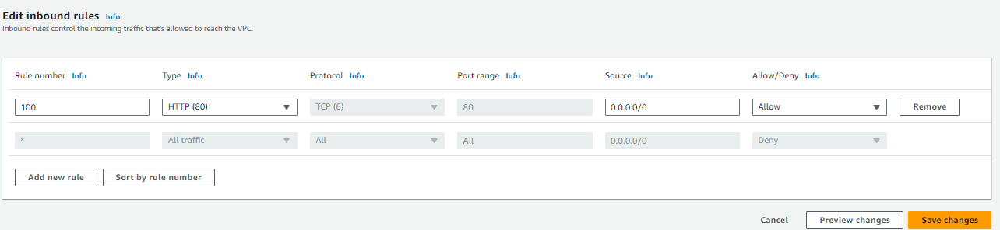 Edit inbound rules Info
Inbound rules control the incoming traffic that's allowed to reach the VPC.
Rule number Info Type Info Protocol Info Port range Info Source Info Allow/Deny Info
100 HTTP (80) TCP (6) 80 0.0.0.0/0 Allow Remove
* All traffic All All 0.0.0.0/0 Deny
Add new rule Sort by rule number
Cancel Preview changes Save changes